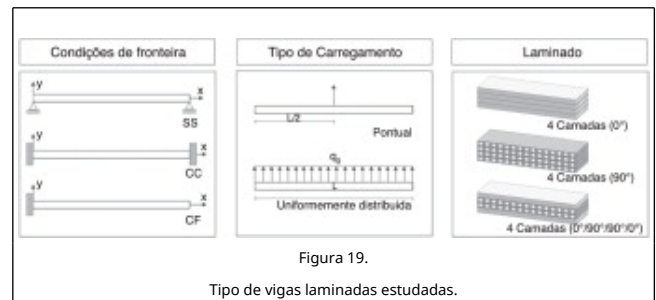 Condições de fronteira
Tipo de Carregamento
Laminado
y
x
SS
y
x
CC
y
x
CF
L/2
Pontual
q₀
L
Uniformemente distribuida
4 Camadas (0°)
4 Camadas (90°)
4 Camadas (0°/90°/90°/0°)
Figura 19.
Tipo de vigas laminadas estudadas.